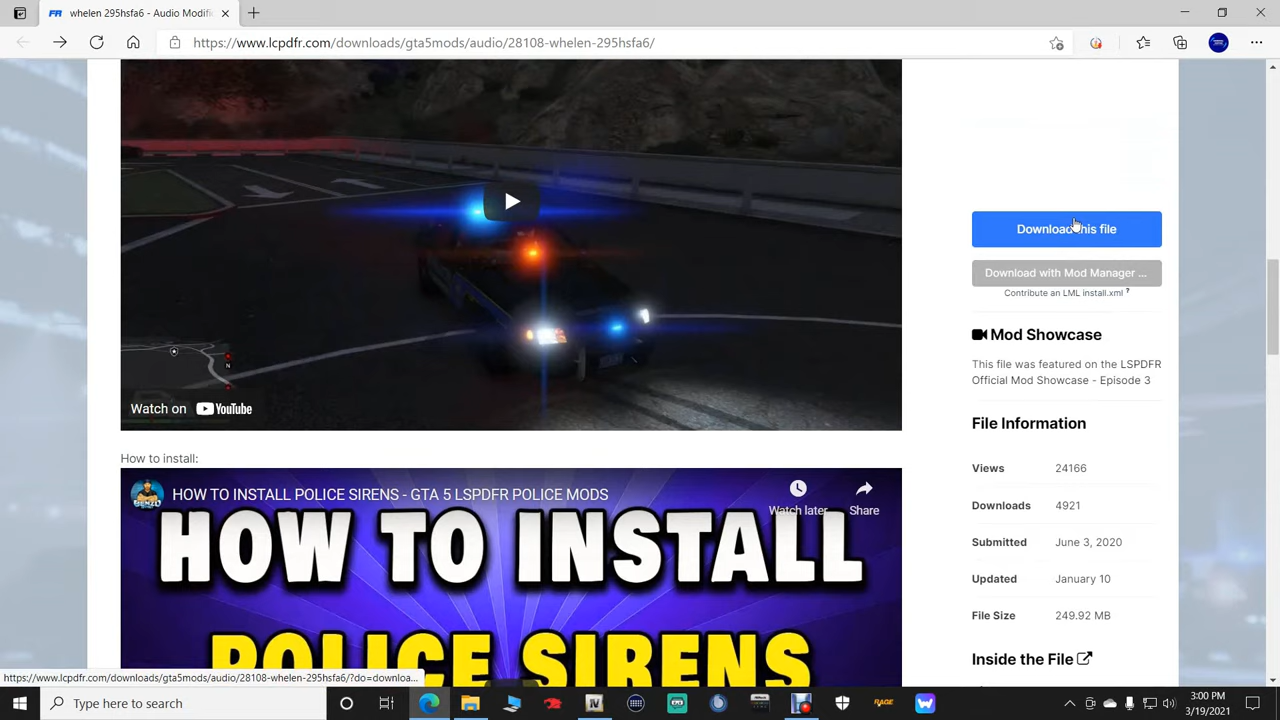 whelen 295hsfa6 - Audio Modific
https://www.lcpdfr.com/downloads/gta5mods/audio/28108-whelen-295hsfa6/
Watch on YouTube
N
How to install:
HOW TO INSTALL POLICE SIRENS - GTA 5 LSPDFR POLICE MODS
Watch later
Share
BENZO
HOW TO INSTALL
POLICE SIRENS
Download this file
Download with Mod Manager ...
Contribute an LML install.xml ?
Mod Showcase
This file was featured on the LSPDFR
Official Mod Showcase - Episode 3
File Information
Views 24166
Downloads 4921
Submitted June 3, 2020
Updated January 10
File Size 249.92 MB
Inside the File
https://www.lcpdfr.com/downloads/gta5mods/audio/28108-whelen-295hsfa6/?do=downloa...
Type here to search
RAGE
3:00 PM
3/19/2021